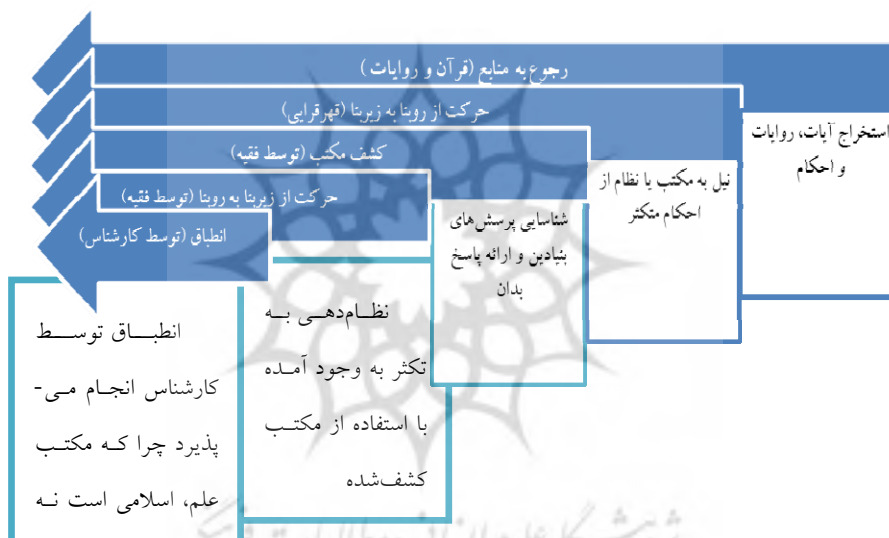 رجوع به منابع (قرآن و روایات )
حرکت از روبنا به زیربنا (قهقرایی)
کشف مکتب (توسط فقیه)
حرکت از زیربنا به روبنا (توسط فقیه)
انطباق (توسط کارشناس)
استخراج آیات، روایات
و احکام
نیل به مکتب یا نظام از
احکام متکثر
شناسایی پرسش‌های
بنیادین و ارائه پاسخ
بدان
نظام‌دهی به
تکثر به وجود آمده
با استفاده از مکتب
کشف‌شده
انطباق توسط
کارشناس انجام می-
پذیرد چرا که مکتب
علم، اسلامی است نه